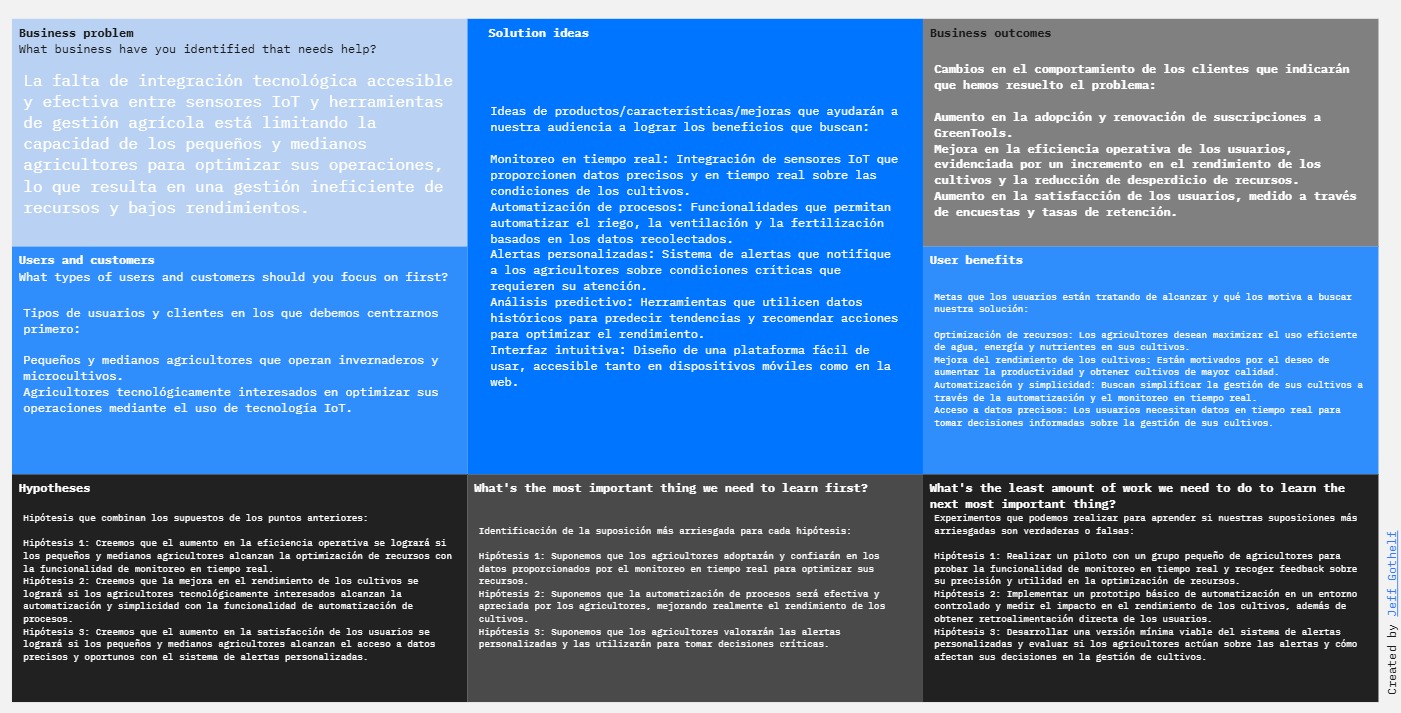 Business problem
What business have you identified that needs help?
La falta de integración tecnológica accesible
y efectiva entre sensores IoT y herramientas
de gestión agrícola está limitando la
capacidad de los pequeños y medianos
agricultores para optimizar sus operaciones,
lo que resulta en una gestión ineficiente de
recursos y bajos rendimientos.
Solution ideas
Ideas de productos/características/mejoras que ayudarán a
nuestra audiencia a lograr los beneficios que buscan:
Monitoreo en tiempo real: Integración de sensores IoT que
proporcionen datos precisos y en tiempo real sobre las
condiciones de los cultivos.
Automatización de procesos: Funcionalidades que permitan
automatizar el riego, la ventilación y la fertilización
basados en los datos recolectados.
Alertas personalizadas: Sistema de alertas que notifique
a los agricultores sobre condiciones críticas que
requieren su atención.
Análisis predictivo: Herramientas que utilicen datos
históricos para predecir tendencias y recomendar acciones
para optimizar el rendimiento.
Interfaz intuitiva: Diseño de una plataforma fácil de
usar, accesible tanto en dispositivos móviles como en la
web.
Business outcomes
Cambios en el comportamiento de los clientes que indicarán
que hemos resuelto el problema:
Aumento en la adopción y renovación de suscripciones a
GreenTools.
Mejora en la eficiencia operativa de los usuarios,
evidenciada por un incremento en el rendimiento de los
cultivos y la reducción de desperdicio de recursos.
Aumento en la satisfacción de los usuarios, medido a través
de encuestas y tasas de retención.
Users and customers
What types of users and customers should you focus on first?
Tipos de usuarios y clientes en los que debemos centrarnos
primero:
Pequeños y medianos agricultores que operan invernaderos y
microcultivos.
Agricultores tecnológicamente interesados en optimizar sus
operaciones mediante el uso de tecnología IoT.
User benefits
Metas que los usuarios están tratando de alcanzar y qué los motiva a buscar
nuestra solución:
Optimización de recursos: Los agricultores desean maximizar el uso eficiente
de agua, energía y nutrientes en sus cultivos.
Mejora del rendimiento de los cultivos: Están motivados por el deseo de
aumentar la productividad y obtener cultivos de mayor calidad.
Automatización y simplicidad: Buscan simplificar la gestión de sus cultivos a
través de la automatización y el monitoreo en tiempo real.
Acceso a datos precisos: Los usuarios necesitan datos en tiempo real para
tomar decisiones informadas sobre la gestión de sus cultivos.
Hypotheses
Hipótesis que combinan los supuestos de los puntos anteriores:
Hipótesis 1: Creemos que el aumento en la eficiencia operativa se logrará si
los pequeños y medianos agricultores alcanzan la optimización de recursos con
la funcionalidad de monitoreo en tiempo real.
Hipótesis 2: Creemos que la mejora en el rendimiento de los cultivos se
logrará si los agricultores tecnológicamente interesados alcanzan la
automatización y simplicidad con la funcionalidad de automatización de
procesos.
Hipótesis 3: Creemos que el aumento en la satisfacción de los usuarios se
logrará si los pequeños y medianos agricultores alcanzan el acceso a datos
precisos y oportunos con el sistema de alertas personalizadas.
What's the most important thing we need to learn first?
Identificación de la suposición más arriesgada para cada hipótesis:
Hipótesis 1: Suponemos que los agricultores adoptarán y confiarán en los
datos proporcionados por el monitoreo en tiempo real para optimizar sus
recursos.
Hipótesis 2: Suponemos que la automatización de procesos será efectiva y
apreciada por los agricultores, mejorando realmente el rendimiento de los
cultivos.
Hipótesis 3: Suponemos que los agricultores valorarán las alertas
personalizadas y las utilizarán para tomar decisiones críticas.
What's the least amount of work we need to do to learn the
next most important thing?
Experimentos que podemos realizar para aprender si nuestras suposiciones más
arriesgadas son verdaderas o falsas:
Hipótesis 1: Realizar un piloto con un grupo pequeño de agricultores para
probar la funcionalidad de monitoreo en tiempo real y recoger feedback sobre
su precisión y utilidad en la optimización de recursos.
Hipótesis 2: Implementar un prototipo básico de automatización en un entorno
controlado y medir el impacto en el rendimiento de los cultivos, además de
obtener retroalimentación directa de los usuarios.
Hipótesis 3: Desarrollar una versión mínima viable del sistema de alertas
personalizadas y evaluar si los agricultores actúan sobre las alertas y cómo
afectan sus decisiones en la gestión de cultivos.
Created by Jeff Gothelf